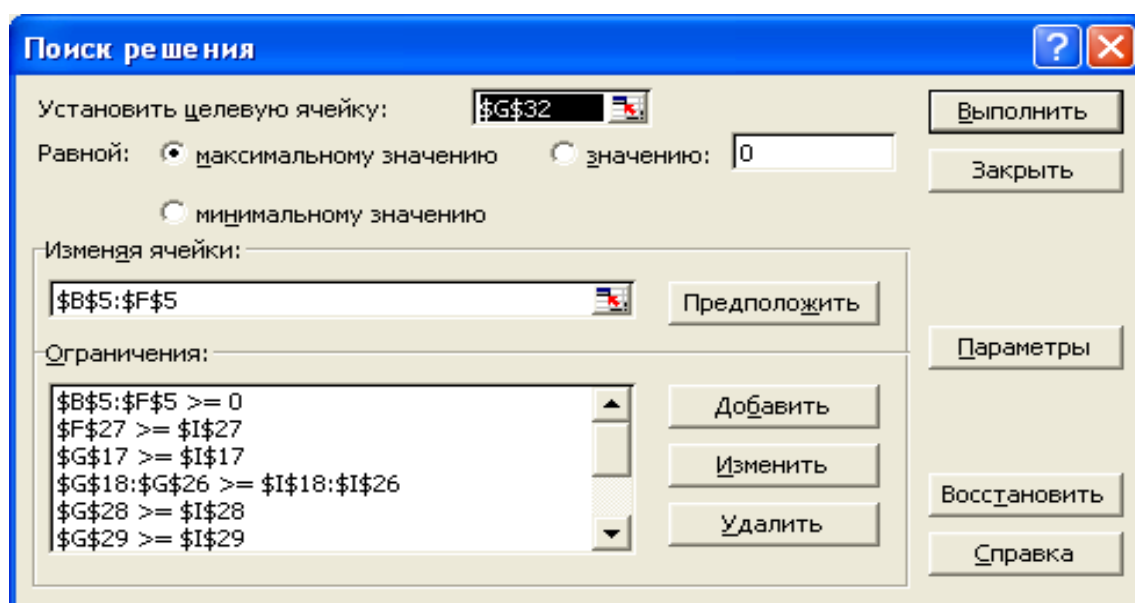 Поиск решения
Установить целевую ячейку: $G$32
Выполнить
Равной: максимальному значению значению: 0
Закрыть
минимальному значению
Изменяя ячейки:
$B$5:$F$5 Предположить
Параметры
Ограничения:
$B$5:$F$5 >= 0
$F$27 >= $I$27
$G$17 >= $I$17
$G$18:$G$26 >= $I$18:$I$26
$G$28 >= $I$28
$G$29 >= $I$29
Добавить
Изменить
Удалить
Восстановить
Справка